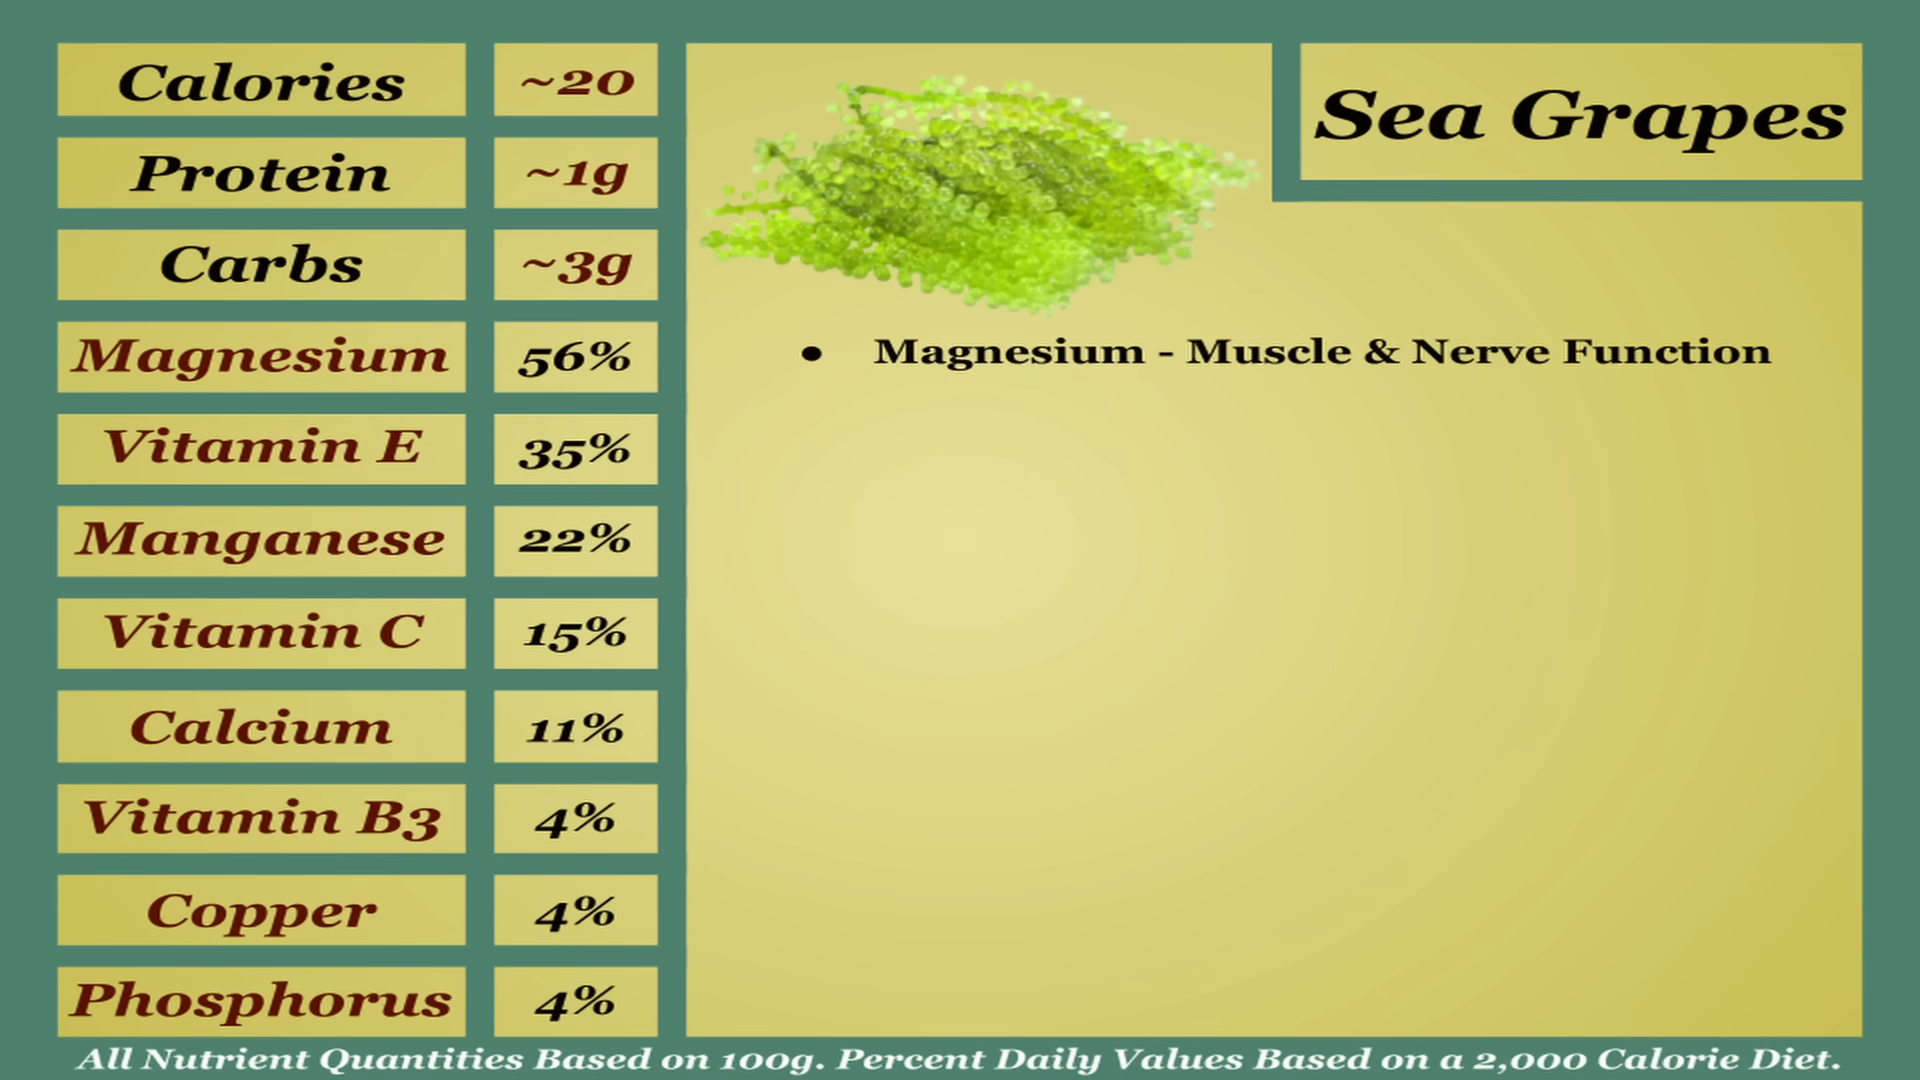 Calories ~20
Protein ~1g
Carbs ~3g
Magnesium 56%
Vitamin E 35%
Manganese 22%
Vitamin C 15%
Calcium 11%
Vitamin B3 4%
Copper 4%
Phosphorus 4%
Sea Grapes
● Magnesium - Muscle & Nerve Function
All Nutrient Quantities Based on 100g. Percent Daily Values Based on a 2,000 Calorie Diet.